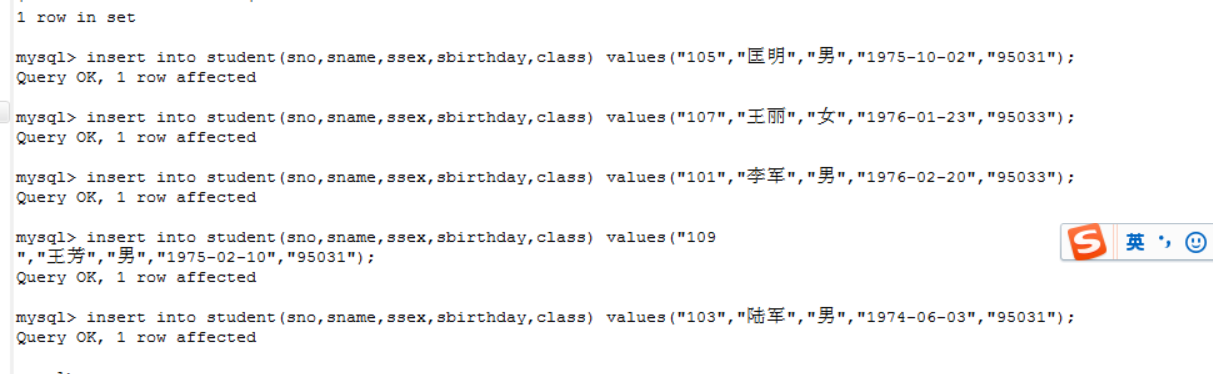 1 row in set
mysql> insert into student(sno,sname,ssex,sbirthday,class) values("105","匡明","男","1975-10-02","95031");
Query OK, 1 row affected
mysql> insert into student(sno,sname,ssex,sbirthday,class) values("107","王丽","女","1976-01-23","95033");
Query OK, 1 row affected
mysql> insert into student(sno,sname,ssex,sbirthday,class) values("101","李军","男","1976-02-20","95033");
Query OK, 1 row affected
mysql> insert into student(sno,sname,ssex,sbirthday,class) values("109
","王芳","男","1975-02-10","95031");
Query OK, 1 row affected
英
mysql> insert into student(sno,sname,ssex,sbirthday,class) values("103","陆军","男","1974-06-03","95031");
Query OK, 1 row affected